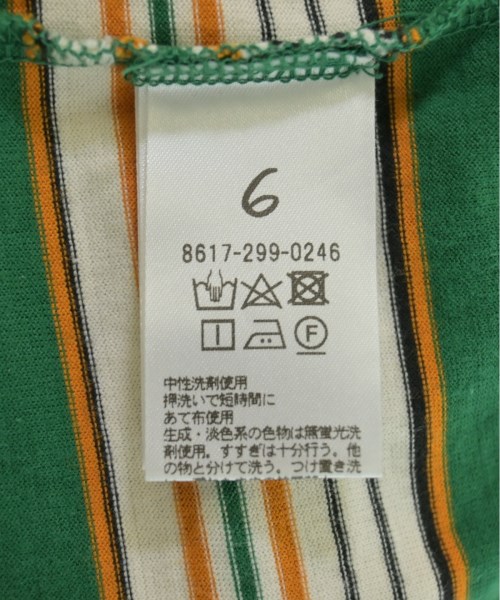 6
8617-299-0246
F
中性洗剤使用
押洗いで短時間に
あて布使用
生成・淡色系の色物は無蛍光洗
剤使用。すすぎは十分行う。他
の物と分けて洗う。つけ置き洗